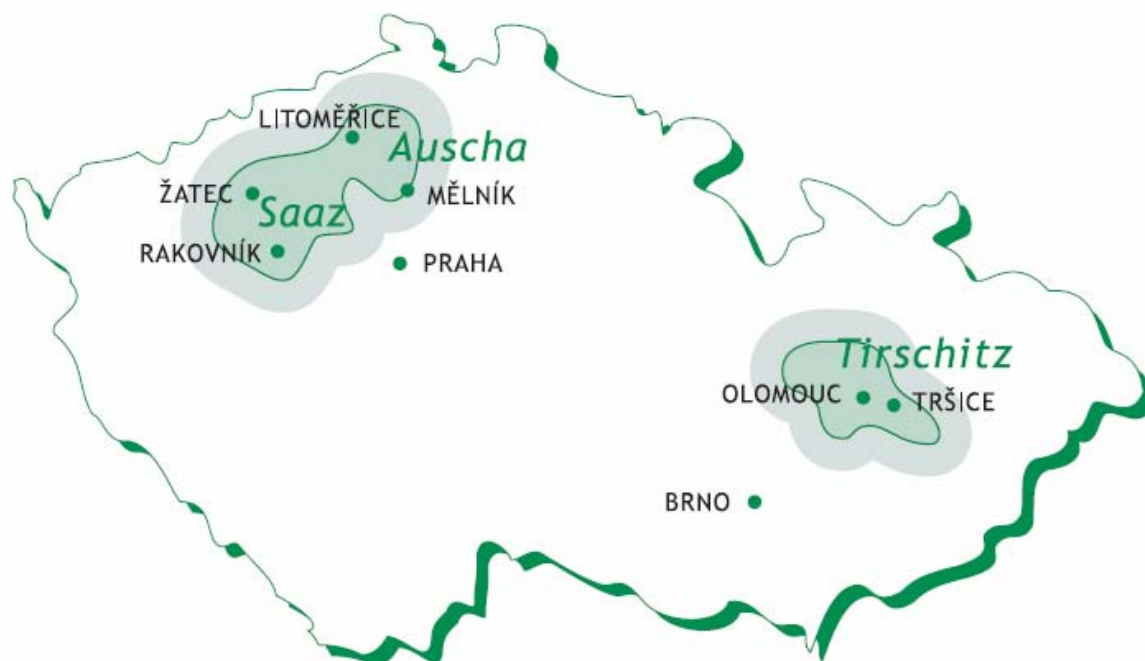 LITOMĚŘICE
Auscha
ŽATEC
MĚLNÍK
Saaz
RAKOVNÍK
PRAHA
Tirschitz
OLOMOUC
TRŠICE
BRNO